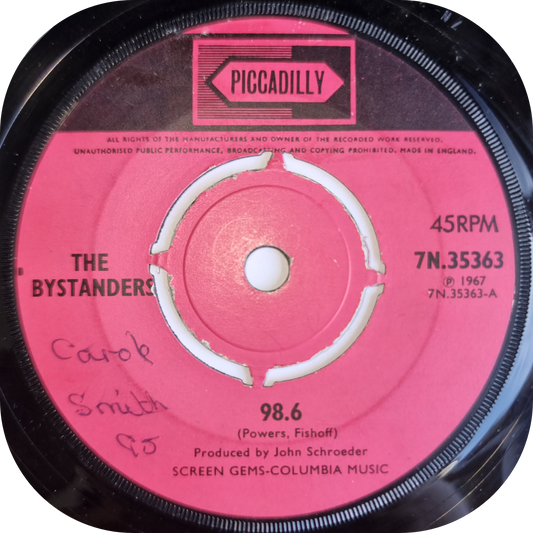 PICCADILLY
ALL RIGHTS OF THE MANUFACTURERS AND OWNER OF THE RECORDED WORK RESERVED.
UNAUTHORISED PUBLIC PERFORMANCE, BROADCASTING AND COPYING PROHIBITED. MADE IN ENGLAND.
45RPM
7N.35363
Ⓟ 1967
7N.35363-A
THE
BYSTANDERS
Carole
Smith
98.6
(Powers, Fishoff)
Produced by John Schroeder
SCREEN GEMS-COLUMBIA MUSIC